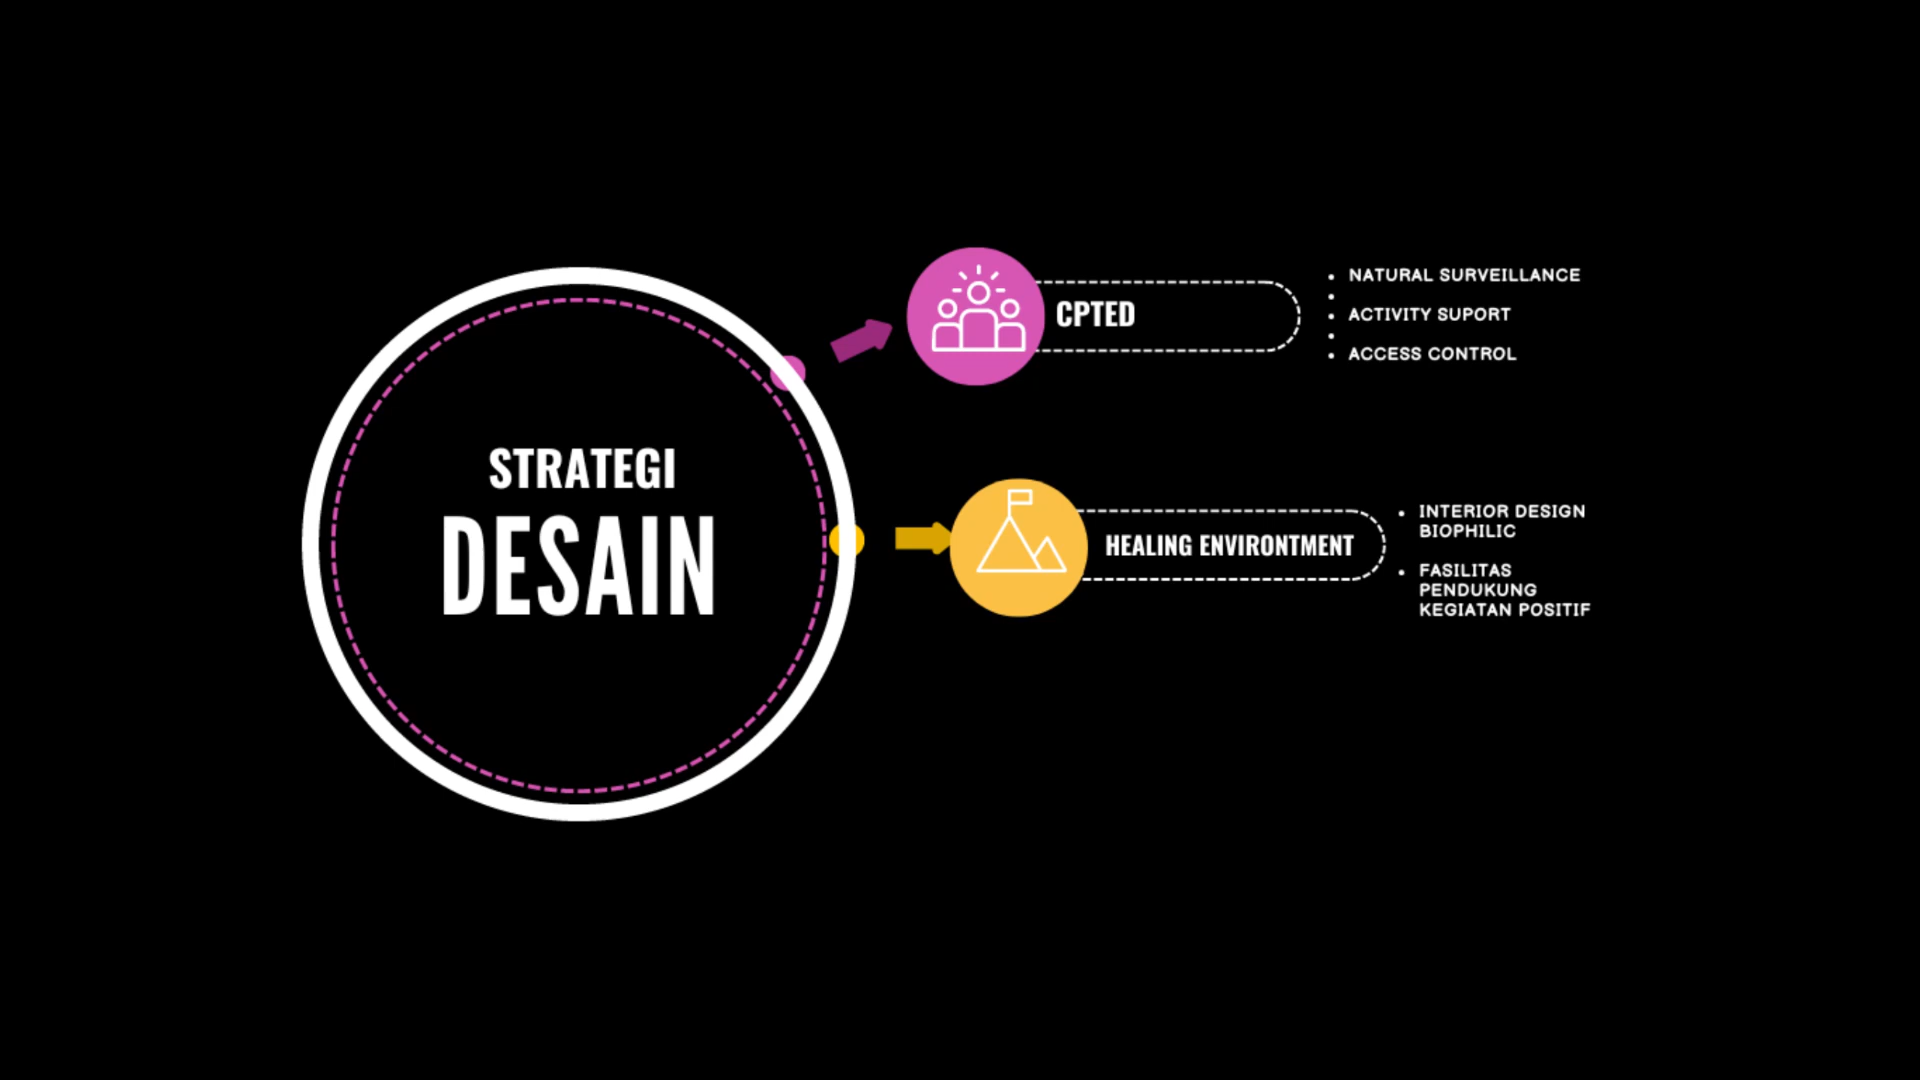 STRATEGI
DESAIN
CPTED
NATURAL SURVEILLANCE
ACTIVITY SUPORT
ACCESS CONTROL
HEALING ENVIRONTMENT
INTERIOR DESIGN
BIOPHILIC
FASILITAS
PENDUKUNG
KEGIATAN POSITIF